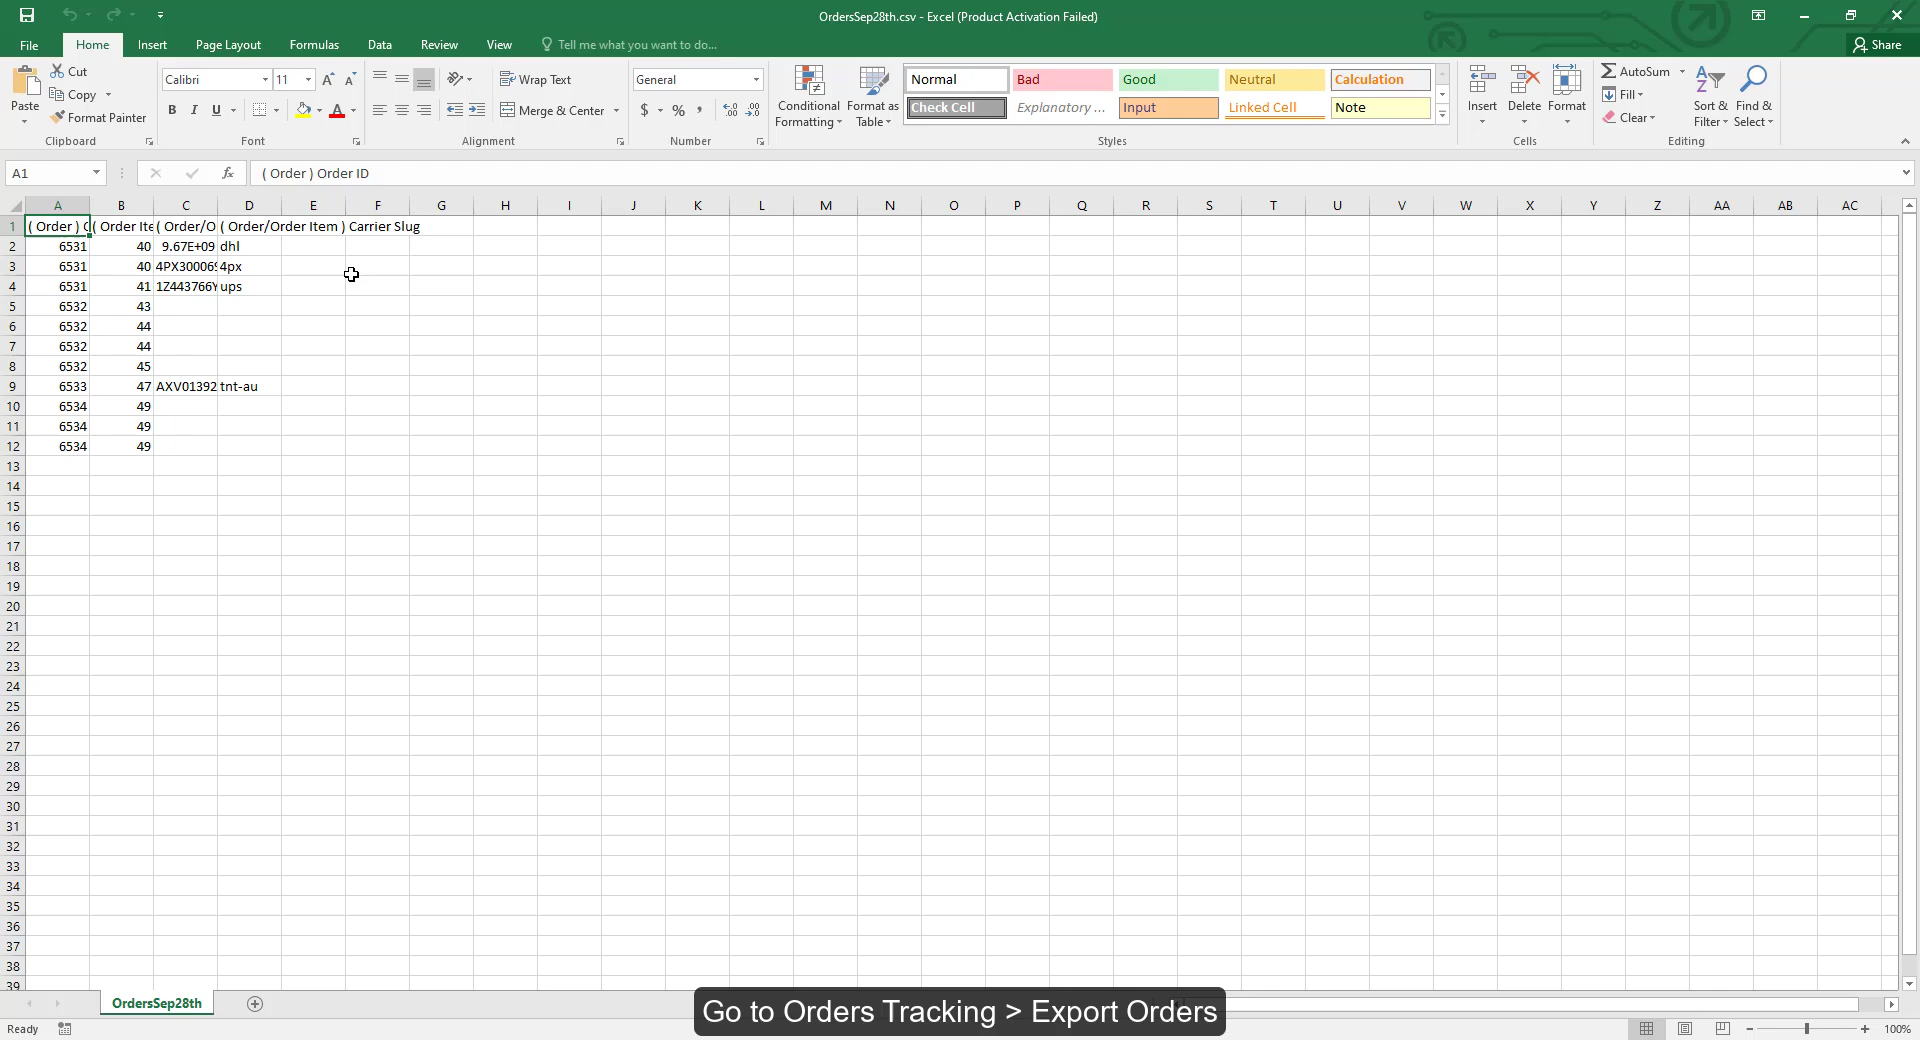 OrdersSep28th.csv - Excel (Product Activation Failed)
File Home Insert Page Layout Formulas Data Review View Tell me what you want to do... Share
Paste
Cut
Copy
Format Painter
Clipboard
Calibri 11
B I U
Font
Wrap Text
Merge & Center
Alignment
General
$ % ,
Number
Conditional Formatting
Format as Table
Normal Bad Good Neutral Calculation
Check Cell Explanatory ... Input Linked Cell Note
Styles
Insert Delete Format
Cells
AutoSum
Fill
Clear
Sort & Filter
Find & Select
Editing
A1 fx ( Order ) Order ID
A B C D E F G H I J K L M N O P Q R S T U V W X Y Z AA AB AC
1 ( Order ) ( Order Ite ( Order/O ( Order/Order Item ) Carrier Slug
2 6531 40 9.67E+09 dhl
3 6531 40 4PX30006 4px
4 6531 41 1Z443766Y ups
5 6532 43
6 6532 44
7 6532 44
8 6532 45
9 6533 47 AXV01392 tnt-au
10 6534 49
11 6534 49
12 6534 49
13
14
15
16
17
18
19
20
21
22
23
24
25
26
27
28
29
30
31
32
33
34
35
36
37
38
39
OrdersSep28th
Go to Orders Tracking > Export Orders
Ready 100%